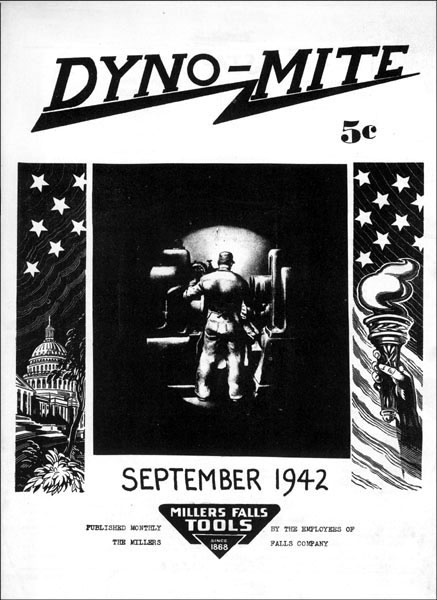 DYNO-MITE
5c
SEPTEMBER 1942
MILLERS FALLS
TOOLS
SINCE
1868
PUBLISHED MONTHLY BY THE EMPLOYEES OF
THE MILLERS FALLS COMPANY